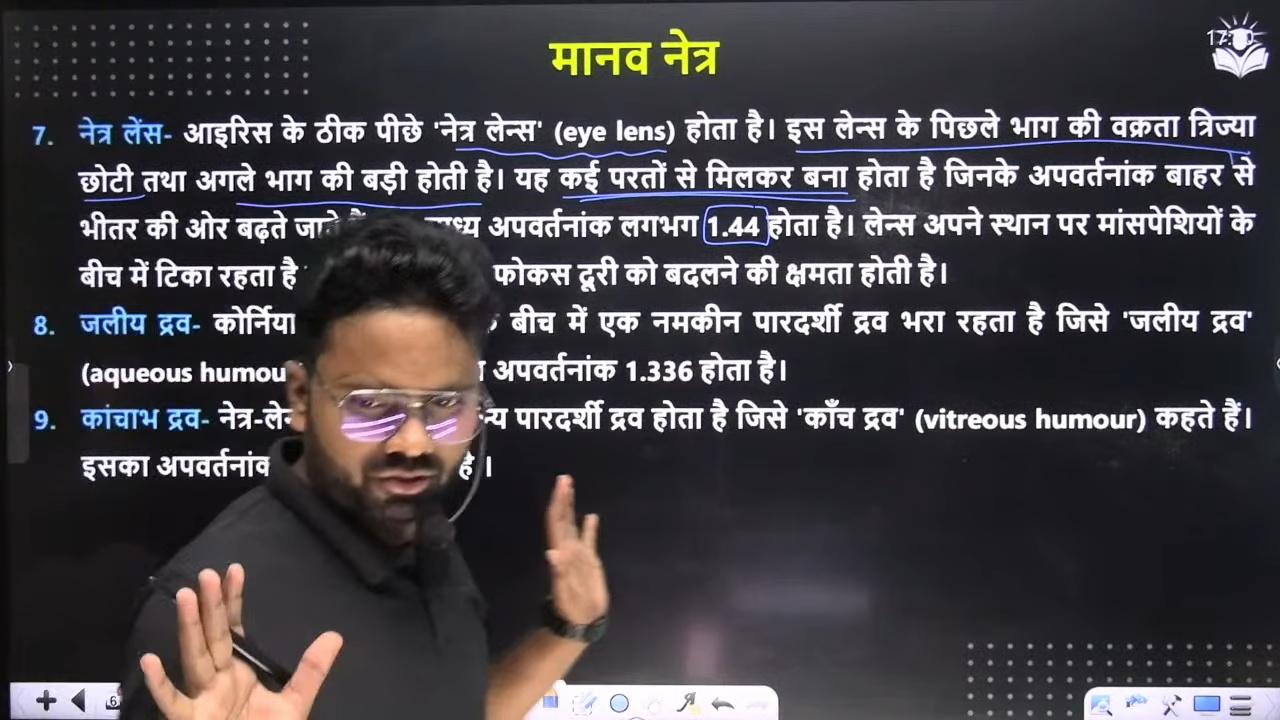 मानव नेत्र
7. नेत्र लेंस- आइरिस के ठीक पीछे 'नेत्र लेन्स' (eye lens) होता है। इस लेन्स के पिछले भाग की वक्रता त्रिज्या
छोटी तथा अगले भाग की बड़ी होती है। यह कई परतों से मिलकर बना होता है जिनके अपवर्तनांक बाहर से
भीतर की ओर बढ़ते अपवर्तनांक लगभग 1.44 होता है। लेन्स अपने स्थान पर मांसपेशियों के
बीच में टिका रहता है फोकस दूरी को बदलने की क्षमता होती है।
8. जलीय द्रव- कोर्निया बीच में एक नमकीन पारदर्शी द्रव भरा रहता है जिसे 'जलीय द्रव'
(aqueous अपवर्तनांक 1.336 होता है।
9. कांचाभ द्रव- पारदर्शी द्रव होता है जिसे 'काँच द्रव' (vitreous humour) कहते हैं।
इसका अपवर्तनांक है ।